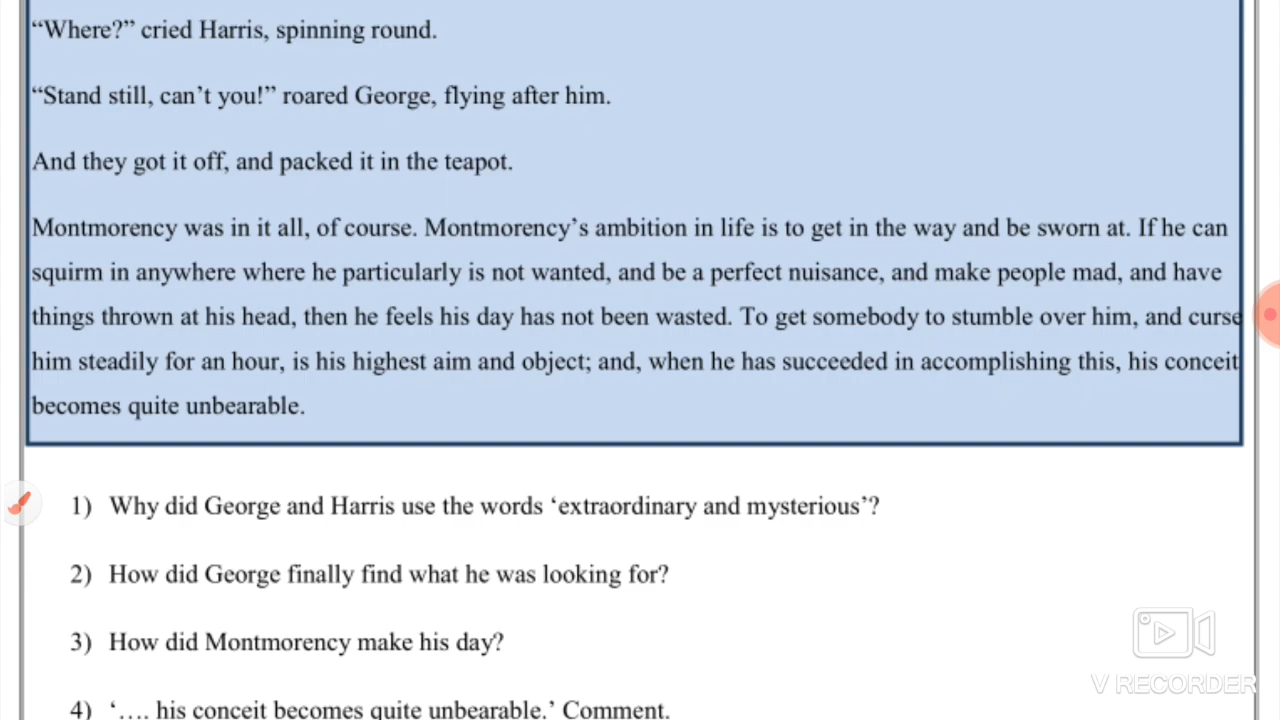 “Where?” cried Harris, spinning round.
“Stand still, can’t you!” roared George, flying after him.
And they got it off, and packed it in the teapot.
Montmorency was in it all, of course. Montmorency’s ambition in life is to get in the way and be sworn at. If he can
squirm in anywhere where he particularly is not wanted, and be a perfect nuisance, and make people mad, and have
things thrown at his head, then he feels his day has not been wasted. To get somebody to stumble over him, and curse
him steadily for an hour, is his highest aim and object; and, when he has succeeded in accomplishing this, his conceit
becomes quite unbearable.
1) Why did George and Harris use the words ‘extraordinary and mysterious’?
2) How did George finally find what he was looking for?
3) How did Montmorency make his day?
4) ‘…. his conceit becomes quite unbearable.’ Comment.
V RECORDER